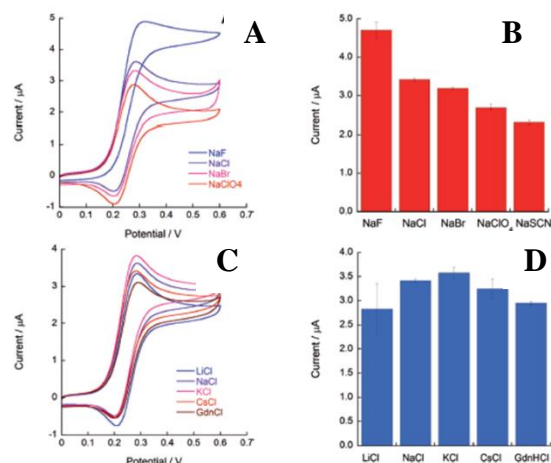 A
Current / μA
5
4
3
2
1
0
-1
NaF
NaCl
NaBr
NaClO4
0.0 0.1 0.2 0.3 0.4 0.5 0.6 0.7
Potential / V
B
Current / μA
5.0
4.0
3.0
2.0
1.0
0.0
NaF NaCl NaBr NaClO4 NaSCN
C
Current / μA
4
3
2
1
0
-1
LiCl
NaCl
KCl
CsCl
GdnCl
0.0 0.1 0.2 0.3 0.4 0.5 0.6 0.7
Potential / V
D
Current / μA
4.0
3.5
3.0
2.5
2.0
1.5
1.0
0.5
0.0
LiCl NaCl KCl CsCl GdnHCl